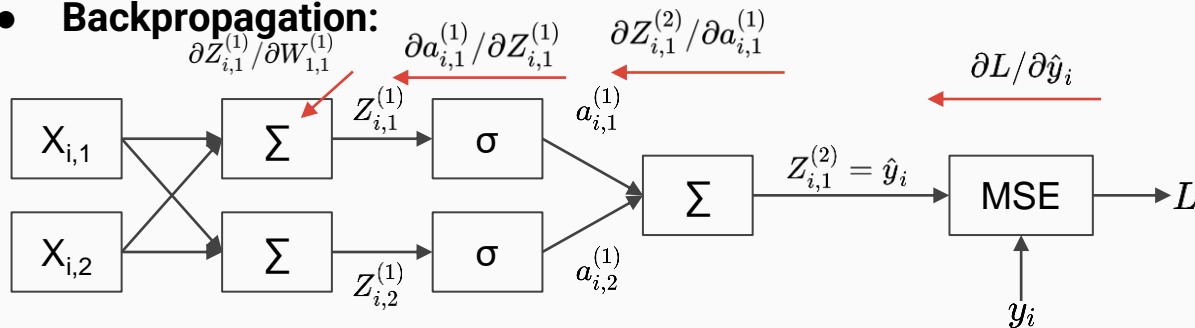 ● Backpropagation:
∂Z_{i,1}^{(1)}/∂W_{1,1}^{(1)}
∂a_{i,1}^{(1)}/∂Z_{i,1}^{(1)}
∂Z_{i,1}^{(2)}/∂a_{i,1}^{(1)}
∂L/∂ŷ_i
X_{i,1}
Σ
Z_{i,1}^{(1)}
σ
a_{i,1}^{(1)}
Σ
Z_{i,1}^{(2)} = ŷ_i
MSE
L
X_{i,2}
Σ
Z_{i,2}^{(1)}
σ
a_{i,2}^{(1)}
y_i